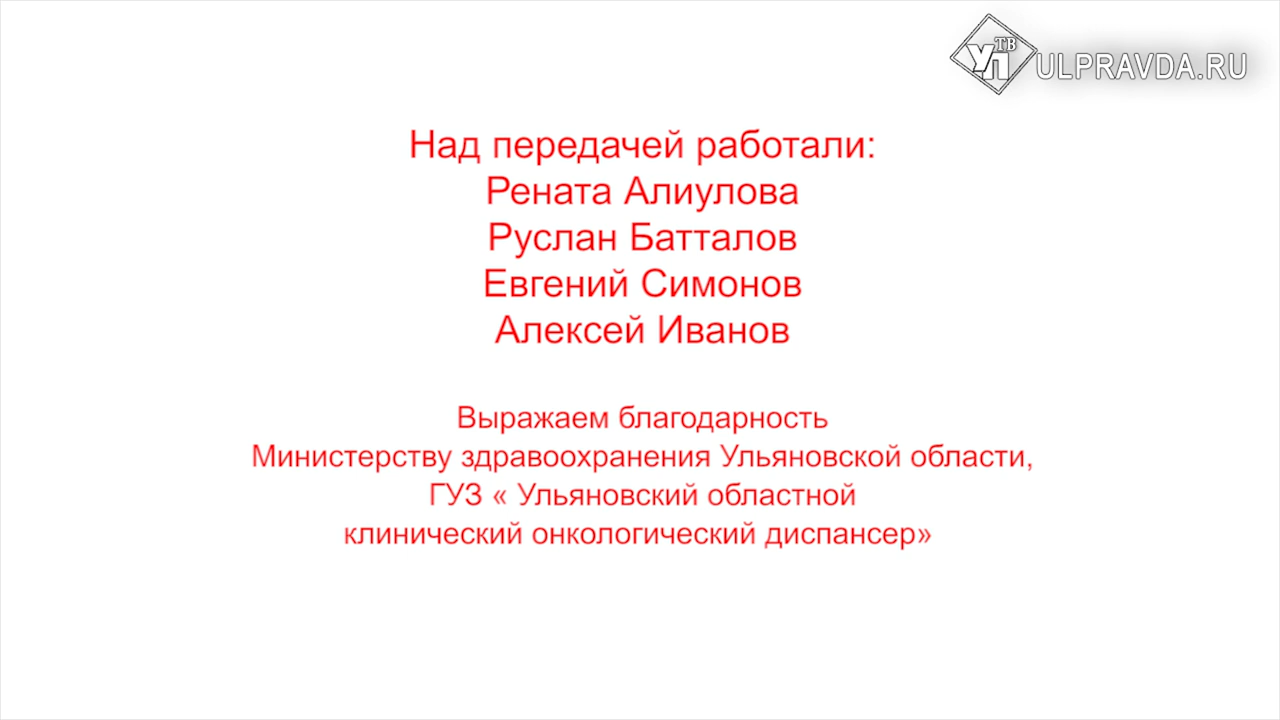 УП ТВ
ULPRAVDA.RU
Над передачей работали:
Рената Алиулова
Руслан Батталов
Евгений Симонов
Алексей Иванов
Выражаем благодарность
Министерству здравоохранения Ульяновской области,
ГУЗ « Ульяновский областной
клинический онкологический диспансер»